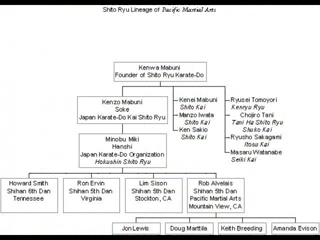 Shito Ryu Lineage of Pacific Martial Arts
Kenwa Mabuni
Founder of Shito Ryu Karate-Do
Kenzo Mabuni
Soke
Japan Karate-Do Kai Shito Ryu
Kenei Mabuni
Shito Kai
Manzo Iwata
Shito Kai
Ken Sakio
Shito Kai
Ryusei Tomoyori
Kenryu Ryu
Chojiro Tani
Tani Ha Shito Ryu
Shuko Kai
Ryusho Sakagami
Itosu Kai
Masaru Watanabe
Seiki Kai
Minobu Miki
Hanshi
Japan Karate-Do Organization
Hokushin Shito Ryu
Howard Smith
Shihan 6th Dan
Tennessee
Ron Ervin
Shihan 5th Dan
Virginia
Lim Sison
Shihan 5th Dan
Stockton, CA
Rob Alvelais
Shihan 5th Dan
Pacific Martial Arts
Mountain View, CA
Jon Lewis
Doug Marttila
Keith Breeding
Amanda Evison